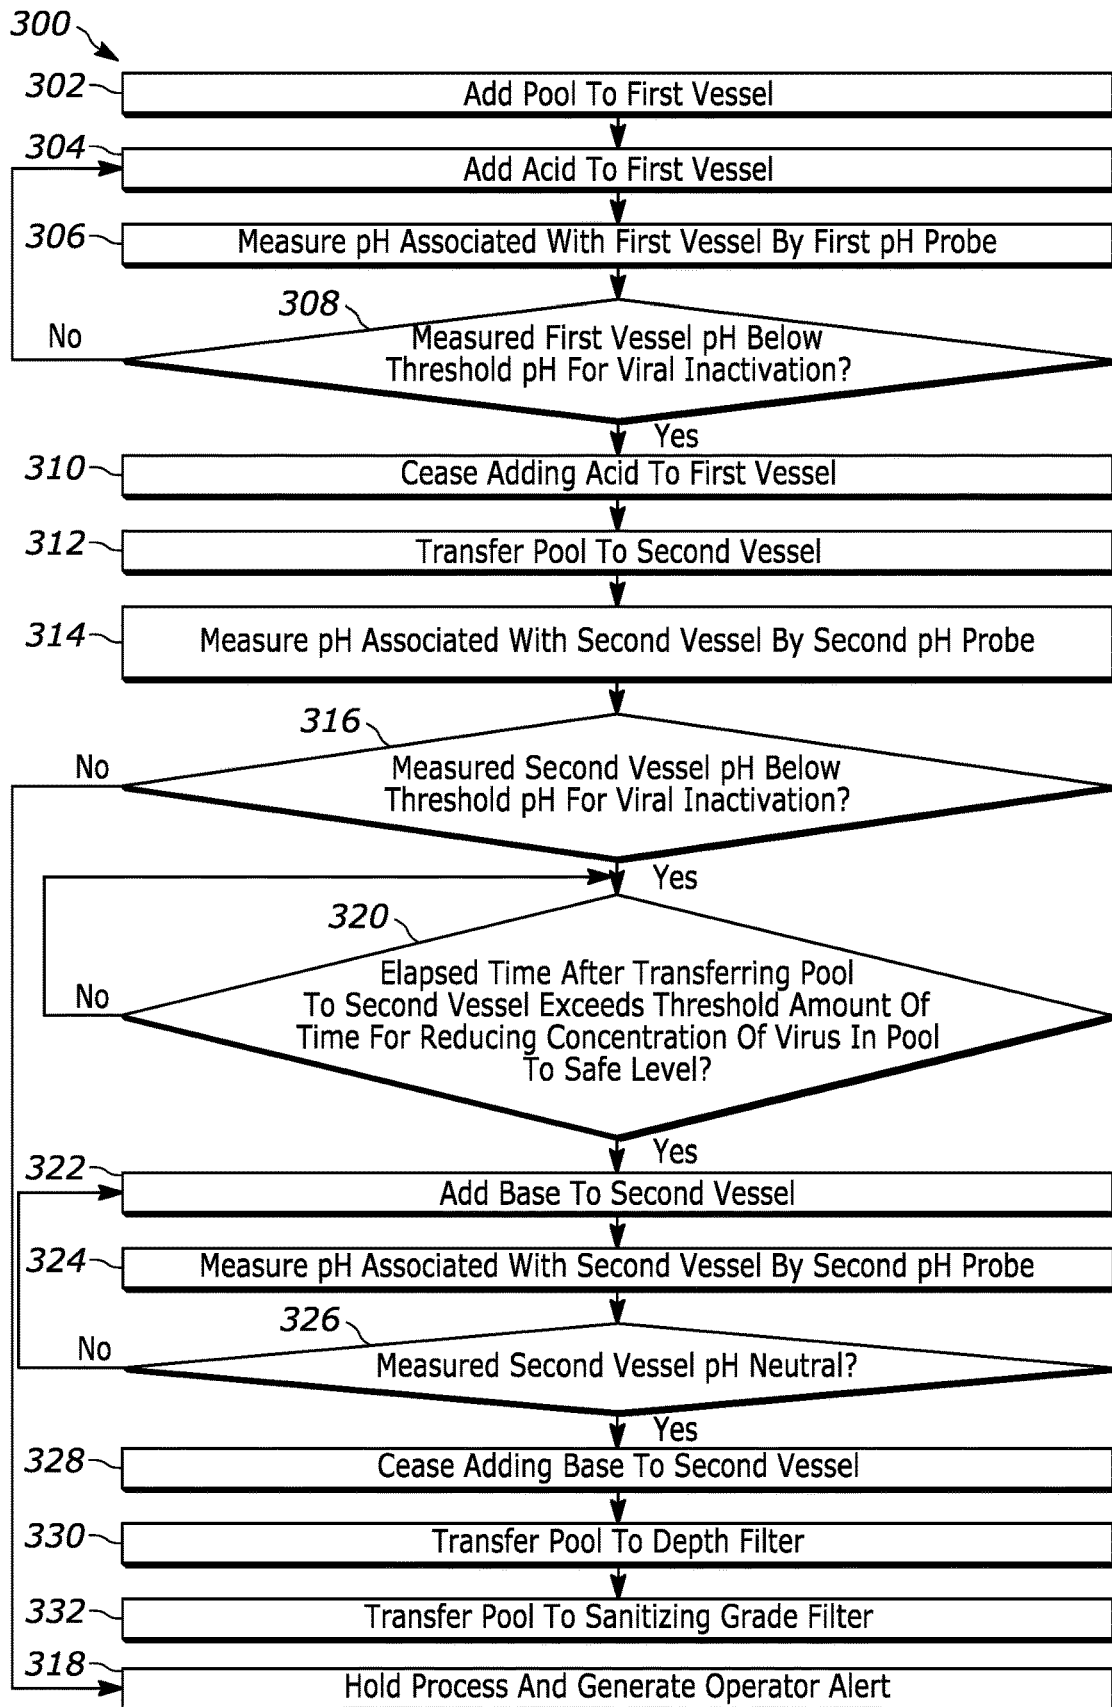 300
302
Add Pool To First Vessel
304
Add Acid To First Vessel
306
Measure pH Associated With First Vessel By First pH Probe
308
No
Measured First Vessel pH Below
Threshold pH For Viral Inactivation?
Yes
310
Cease Adding Acid To First Vessel
312
Transfer Pool To Second Vessel
314
Measure pH Associated With Second Vessel By Second pH Probe
316
No
Measured Second Vessel pH Below
Threshold pH For Viral Inactivation?
Yes
320
Elapsed Time After Transferring Pool
No
To Second Vessel Exceeds Threshold Amount Of
Time For Reducing Concentration Of Virus In Pool
To Safe Level?
Yes
322
Add Base To Second Vessel
324
Measure pH Associated With Second Vessel By Second pH Probe
326
No
Measured Second Vessel pH Neutral?
Yes
328
Cease Adding Base To Second Vessel
330
Transfer Pool To Depth Filter
332
Transfer Pool To Sanitizing Grade Filter
318
Hold Process And Generate Operator Alert